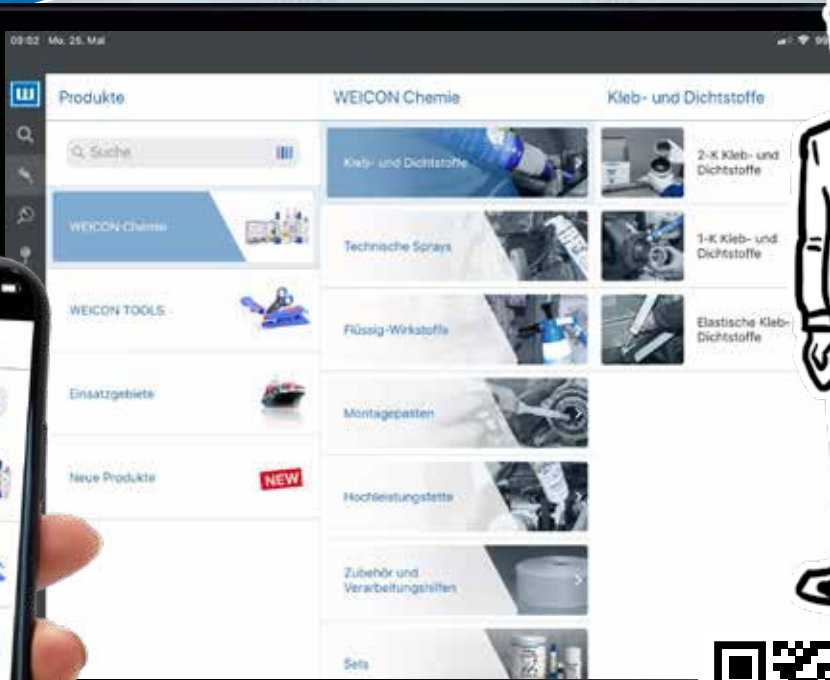 09:02 Mo. 25. Mai
99
Produkte
Suche
WEICON Chemie
WEICON TOOLS
Einsatzgebiete
Neue Produkte
NEW
WEICON Chemie
Kleb- und Dichtstoffe
Technische Sprays
Flüssig-Wirkstoffe
Montagepasten
Hochleistungsfette
Zubehör und
Verarbeitungshilfen
Sets
Kleb- und Dichtstoffe
2-K Kleb- und
Dichtstoffe
1-K Kleb- und
Dichtstoffe
Elastische Kleb-
Dichtstoffe